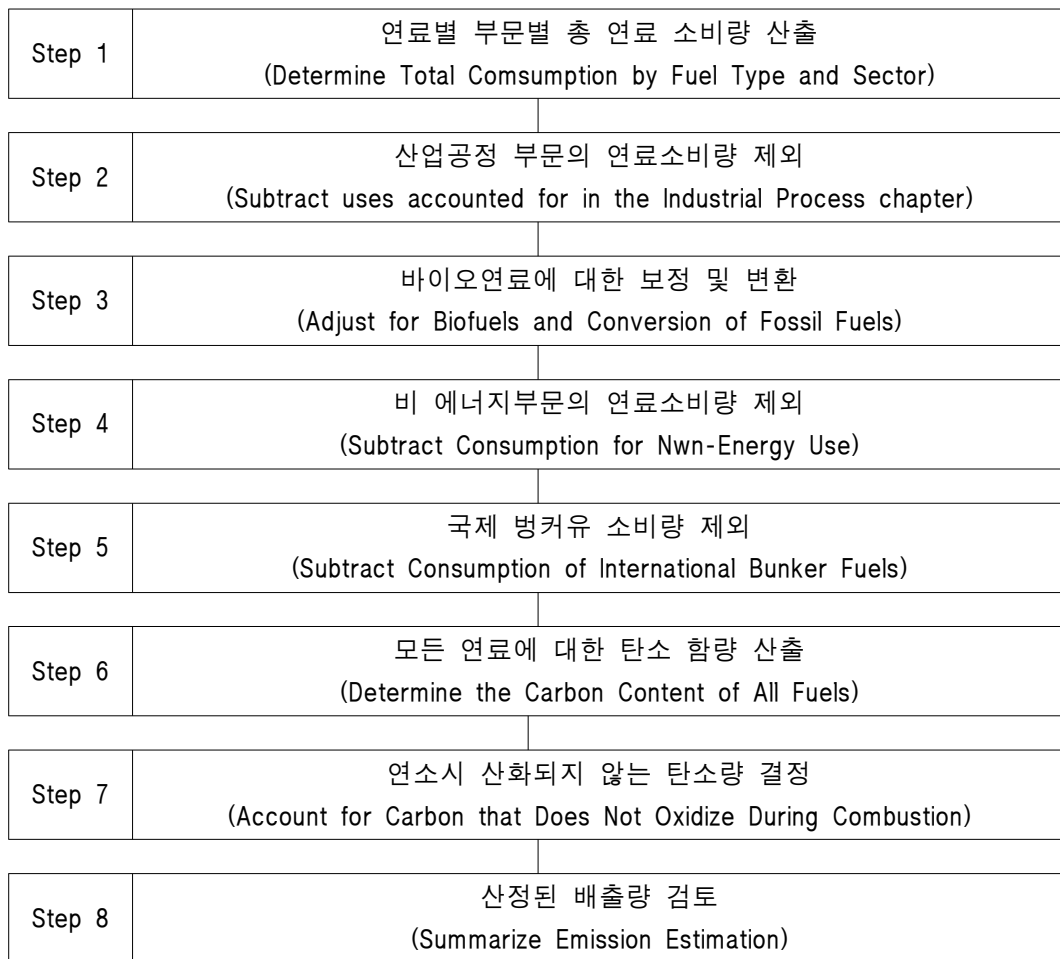 Step 1
연료별 부문별 총 연료 소비량 산출
(Determine Total Comsumption by Fuel Type and Sector)
Step 2
산업공정 부문의 연료소비량 제외
(Subtract uses accounted for in the Industrial Process chapter)
Step 3
바이오연료에 대한 보정 및 변환
(Adjust for Biofuels and Conversion of Fossil Fuels)
Step 4
비 에너지부문의 연료소비량 제외
(Subtract Consumption for Nwn-Energy Use)
Step 5
국제 벙커유 소비량 제외
(Subtract Consumption of International Bunker Fuels)
Step 6
모든 연료에 대한 탄소 함량 산출
(Determine the Carbon Content of All Fuels)
Step 7
연소시 산화되지 않는 탄소량 결정
(Account for Carbon that Does Not Oxidize During Combustion)
Step 8
산정된 배출량 검토
(Summarize Emission Estimation)